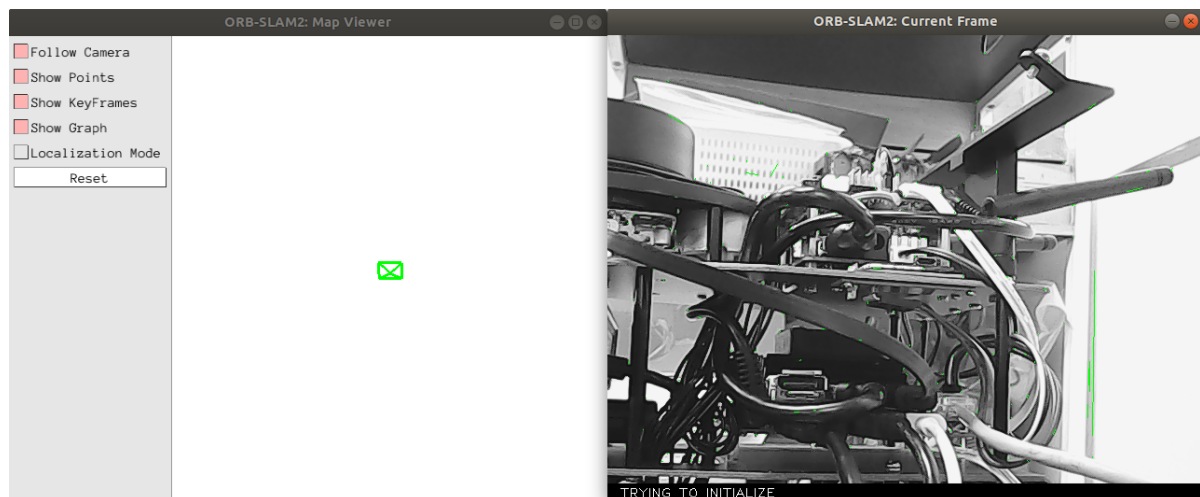 ORB-SLAM2: Map Viewer
ORB-SLAM2: Current Frame
Follow Camera
Show Points
Show KeyFrames
Show Graph
Localization Mode
Reset
TRYING TO INITIALIZE